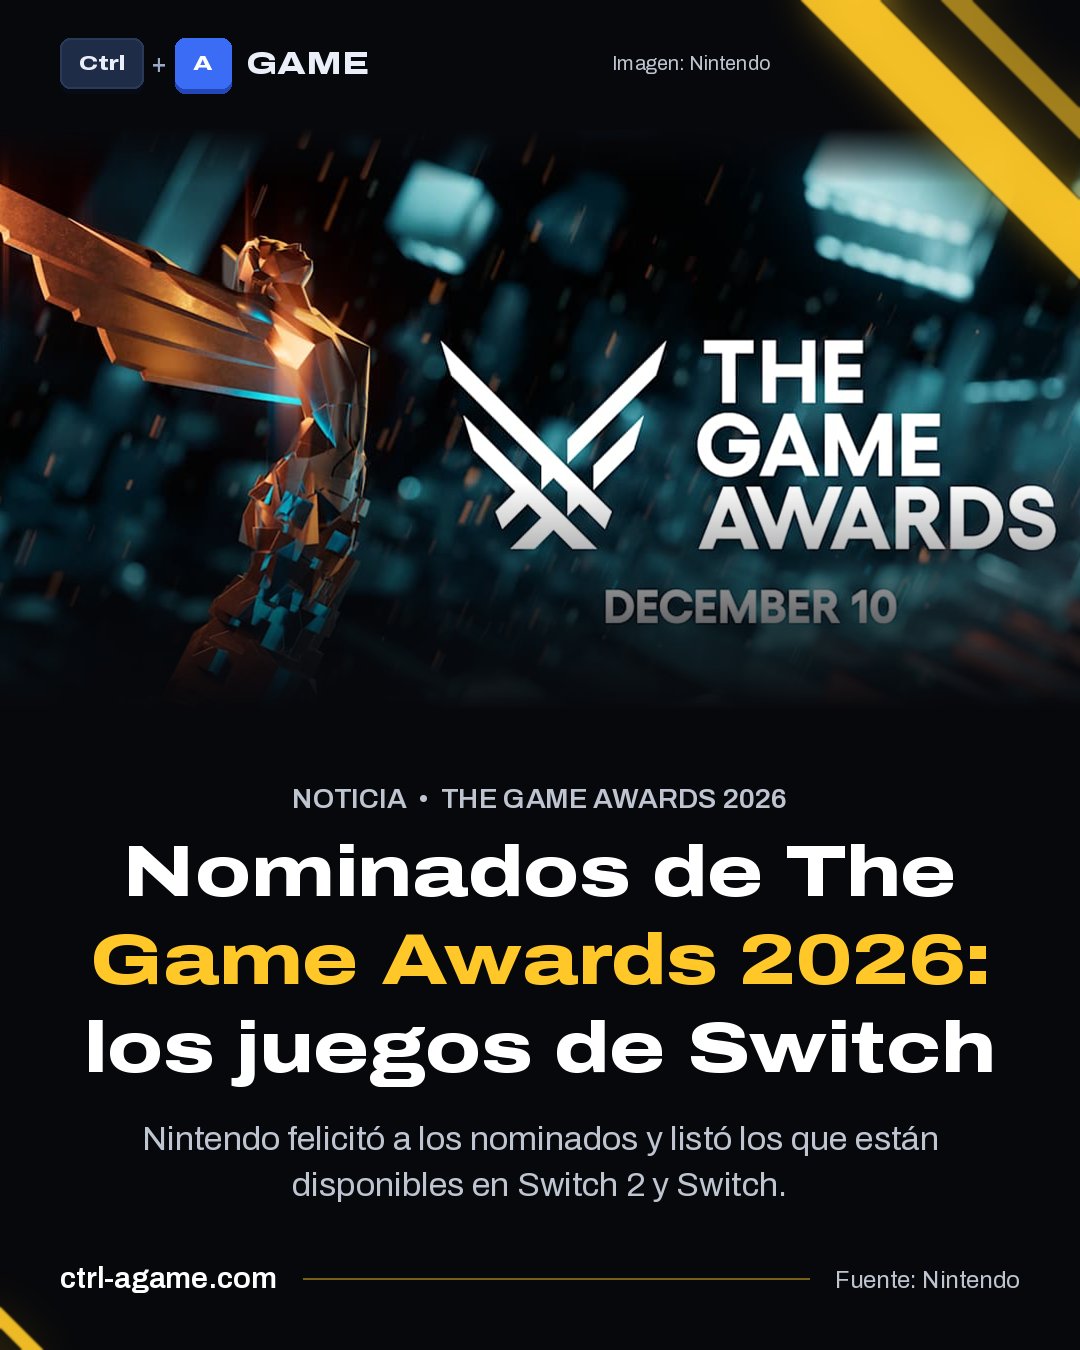 Ctrl + A GAME
Imagen: Nintendo
THE
GAME
AWARDS
DECEMBER 10
NOTICIA • THE GAME AWARDS 2026
Nominados de The
Game Awards 2026:
los juegos de Switch
Nintendo felicitó a los nominados y listó los que están
disponibles en Switch 2 y Switch.
ctrl-agame.com
Fuente: Nintendo